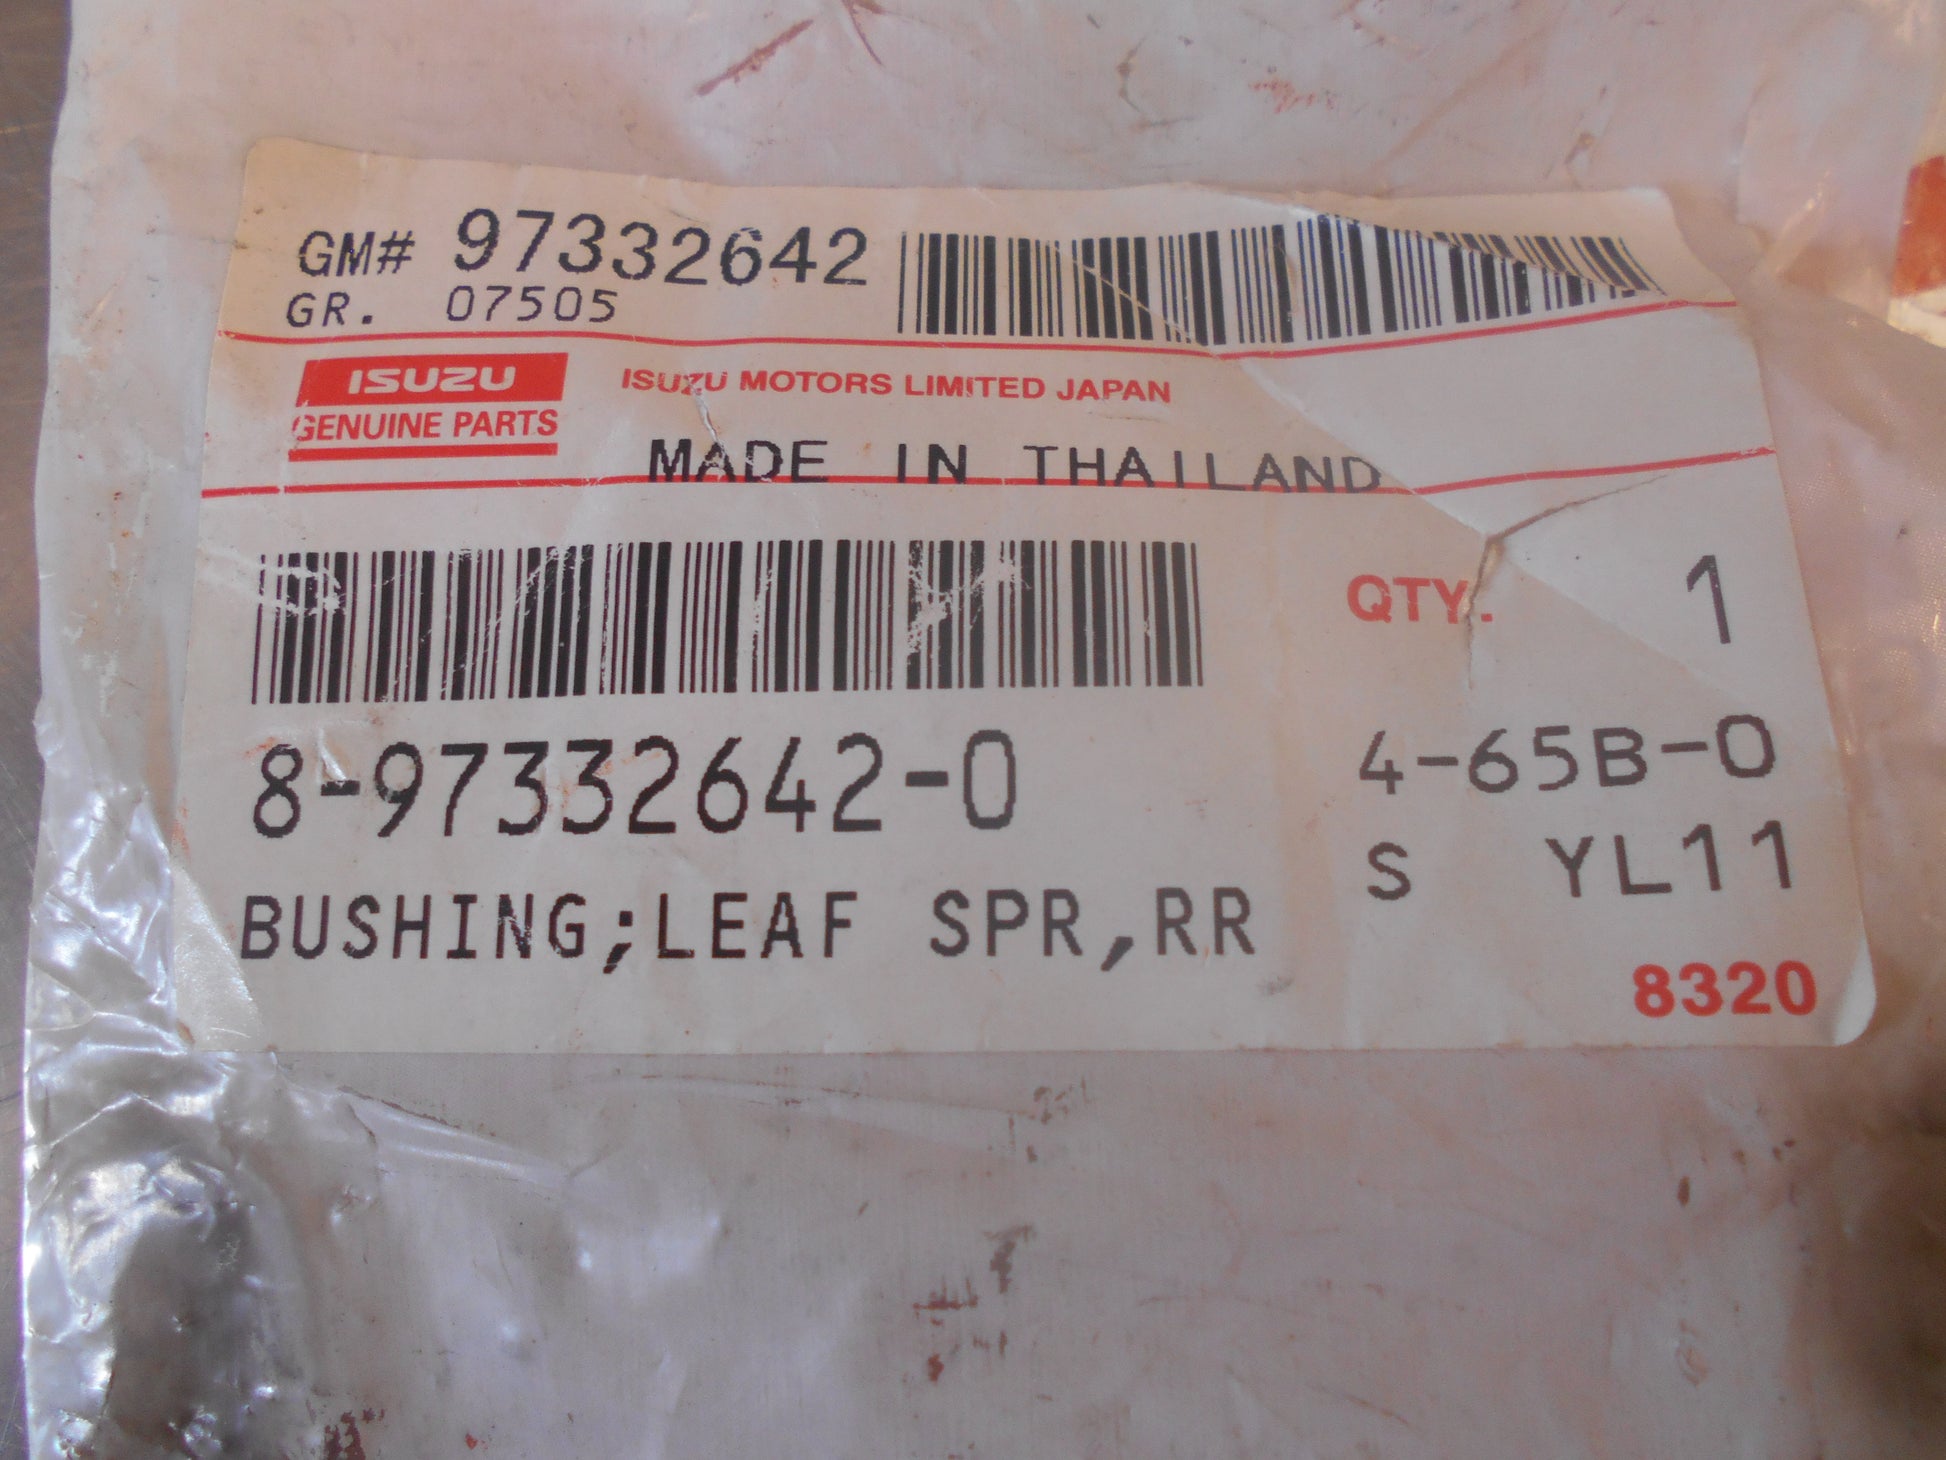 GM# 97332642
GR. 07505
ISUZU
GENUINE PARTS
ISUZU MOTORS LIMITED JAPAN
MADE IN THAILAND
QTY. 1
8-97332642-0
4-65B-0
S YL11
BUSHING;LEAF SPR,RR
8320